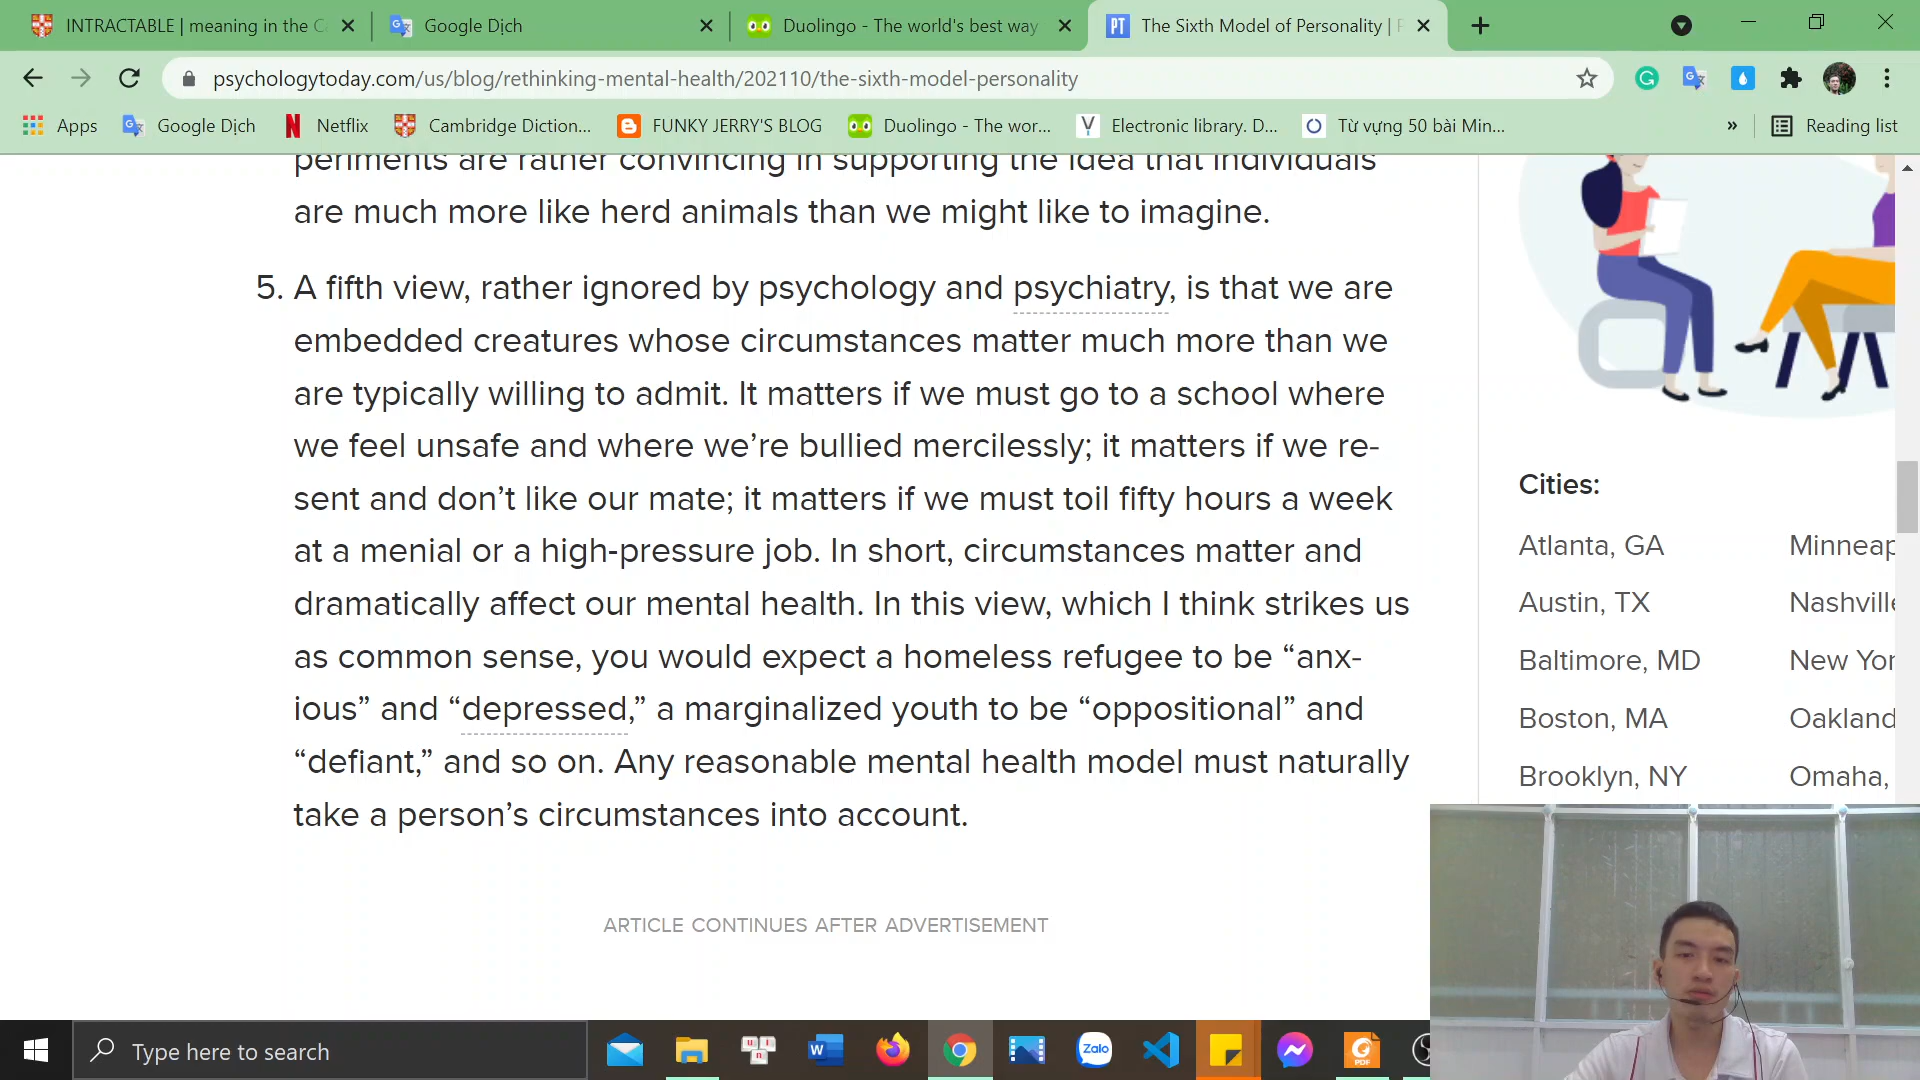 INTRACTABLE | meaning in the C
Google Dịch
Duolingo - The world's best way
PT
The Sixth Model of Personality |
psychologytoday.com/us/blog/rethinking-mental-health/202110/the-sixth-model-personality
Apps
Google Dịch
Netflix
Cambridge Diction...
FUNKY JERRY'S BLOG
Duolingo - The wor...
Electronic library. D...
Từ vựng 50 bài Min...
»
Reading list
periments are rather convincing in supporting the idea that individuals
are much more like herd animals than we might like to imagine.
5. A fifth view, rather ignored by psychology and psychiatry, is that we are
embedded creatures whose circumstances matter much more than we
are typically willing to admit. It matters if we must go to a school where
we feel unsafe and where we’re bullied mercilessly; it matters if we re-
sent and don’t like our mate; it matters if we must toil fifty hours a week
at a menial or a high-pressure job. In short, circumstances matter and
dramatically affect our mental health. In this view, which I think strikes us
as common sense, you would expect a homeless refugee to be “anx-
ious” and “depressed,” a marginalized youth to be “oppositional” and
“defiant,” and so on. Any reasonable mental health model must naturally
take a person’s circumstances into account.
ARTICLE CONTINUES AFTER ADVERTISEMENT
Cities:
Atlanta, GA
Minneap
Austin, TX
Nashville
Baltimore, MD
New Yor
Boston, MA
Oakland
Brooklyn, NY
Omaha,
Type here to search
Zalo
PDF